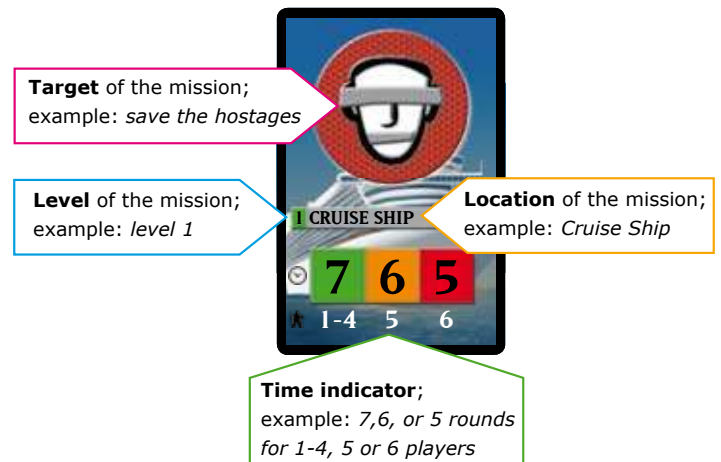 Target of the mission;
example: save the hostages
Level of the mission;
example: level 1
1 CRUISE SHIP
Location of the mission;
example: Cruise Ship
7 6 5
1-4 5 6
Time indicator;
example: 7,6, or 5 rounds
for 1-4, 5 or 6 players